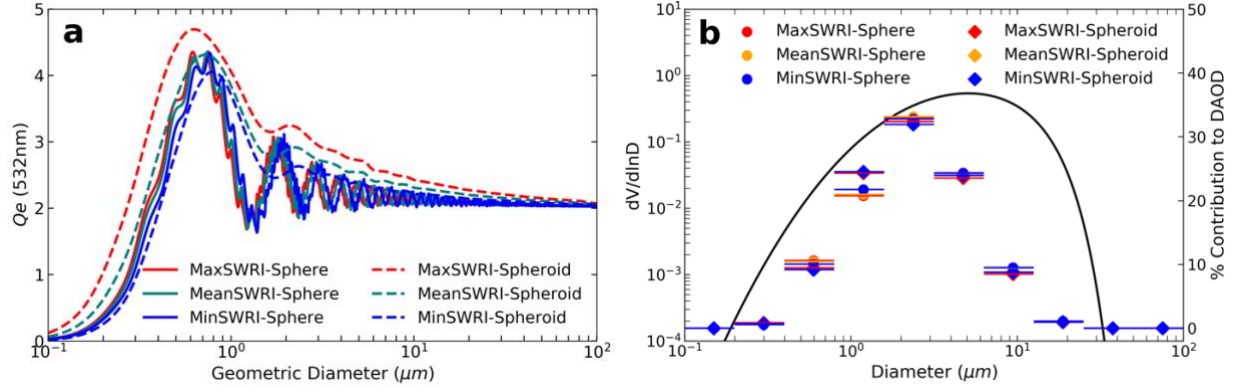 a
Qe (532nm)
5
4
3
2
1
0
MaxSWRI-Sphere
MeanSWRI-Sphere
MinSWRI-Sphere
MaxSWRI-Spheroid
MeanSWRI-Spheroid
MinSWRI-Spheroid
10⁻¹ 10⁰ 10¹ 10²
Geometric Diameter (μm)
b
dV/dlnD
10¹
10⁰
10⁻¹
10⁻²
10⁻³
10⁻⁴
MaxSWRI-Sphere
MeanSWRI-Sphere
MinSWRI-Sphere
MaxSWRI-Spheroid
MeanSWRI-Spheroid
MinSWRI-Spheroid
10⁻¹ 10⁰ 10¹ 10²
Diameter (μm)
50
40
30
20
10
0
% Contribution to DAOD